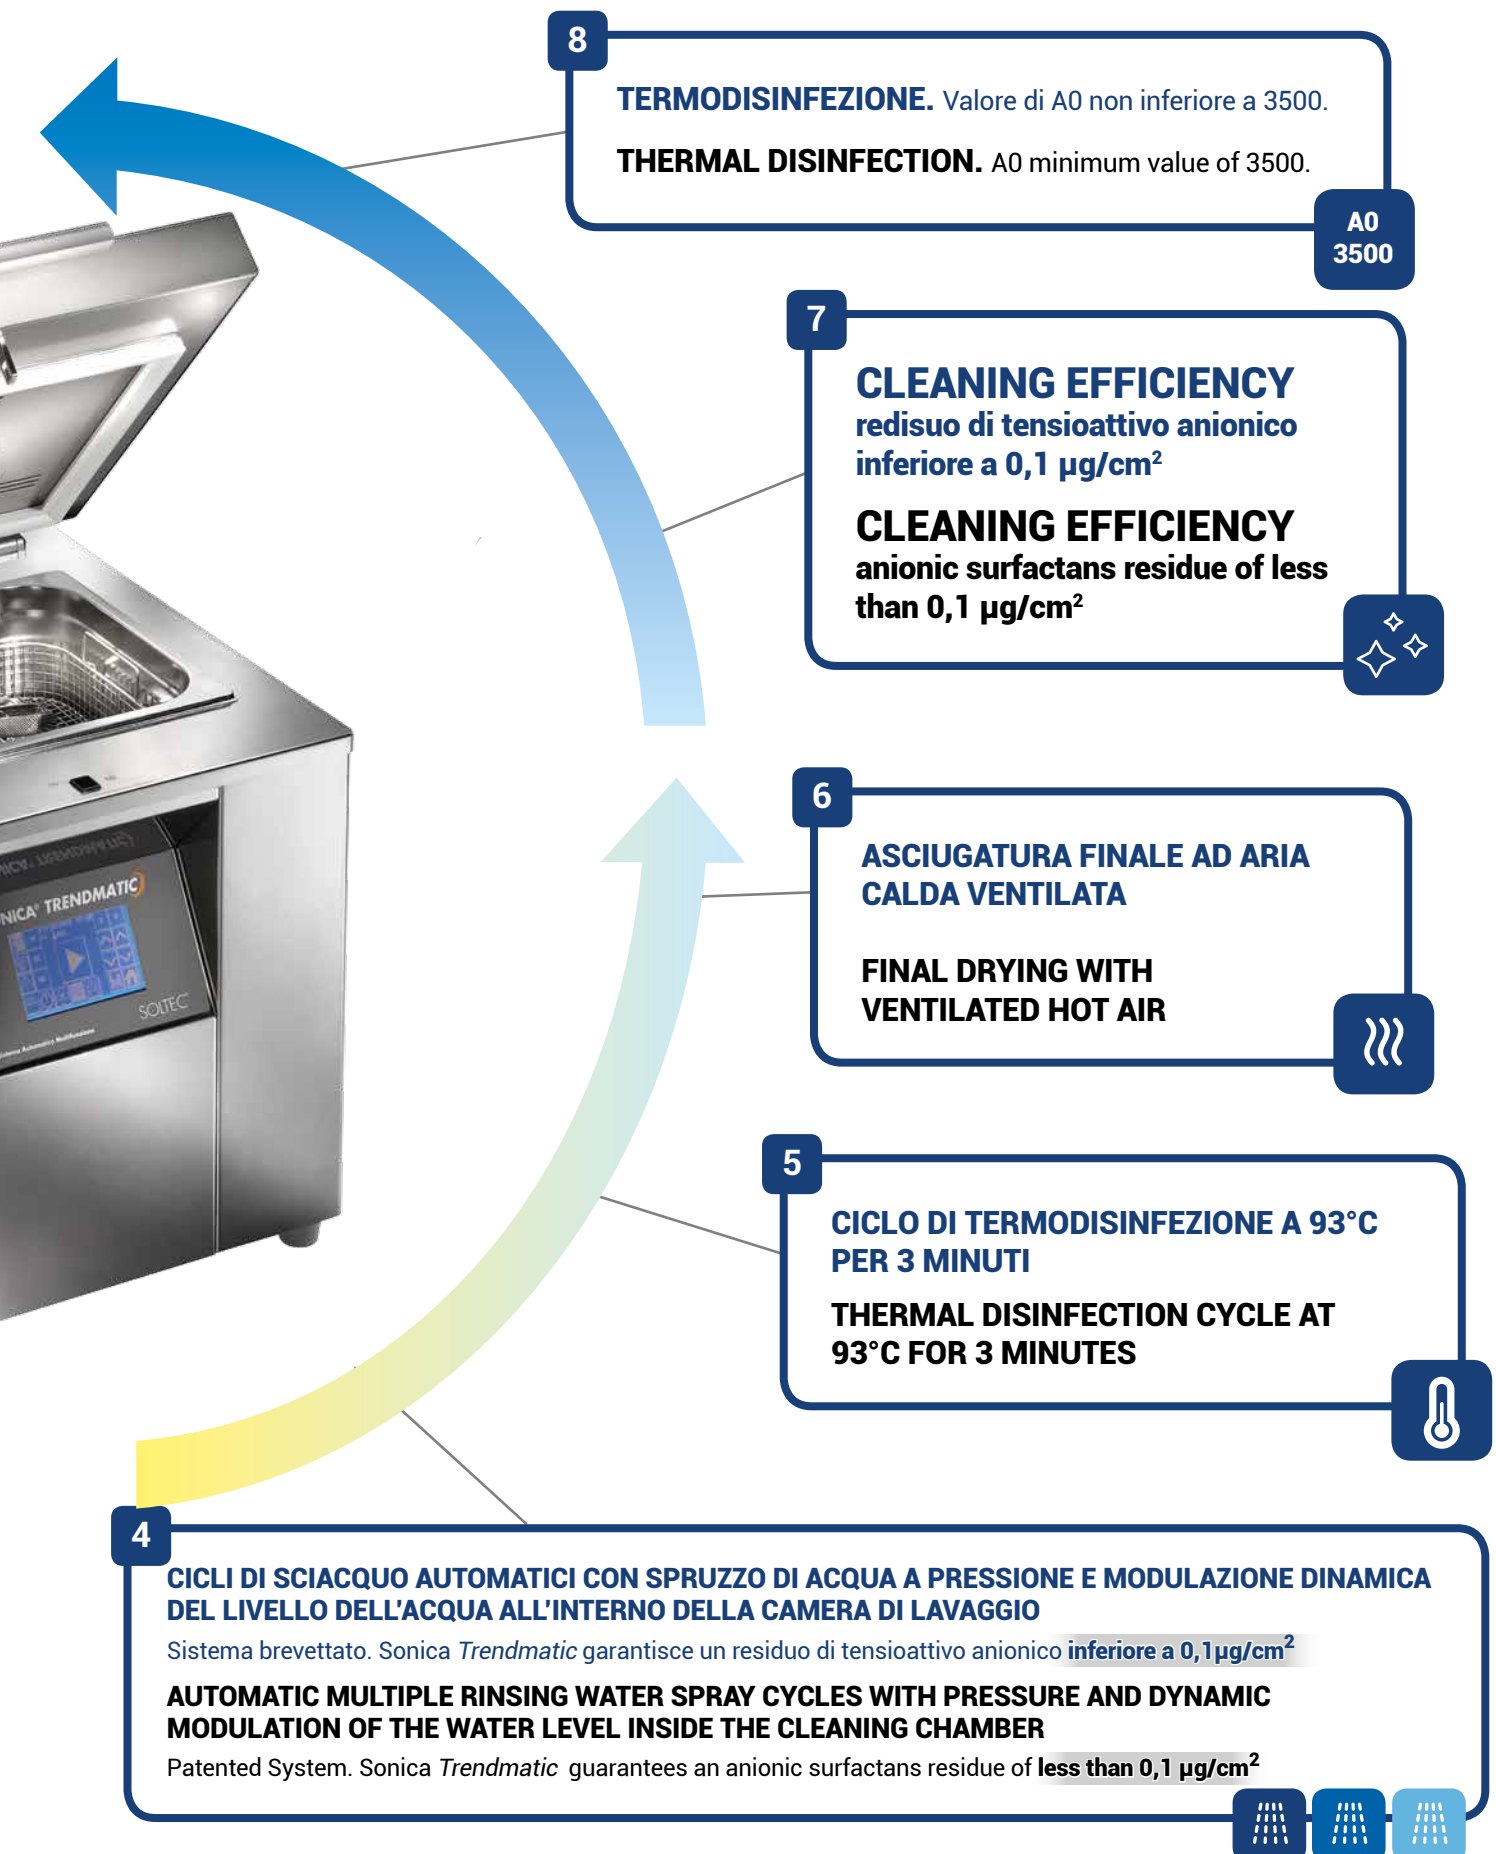 8
TERMODISINFEZIONE. Valore di A0 non inferiore a 3500.
THERMAL DISINFECTION. A0 minimum value of 3500.
A0
3500
7
CLEANING EFFICIENCY
redisuo di tensioattivo anionico
inferiore a 0,1 µg/cm²
CLEANING EFFICIENCY
anionic surfactans residue of less
than 0,1 µg/cm²
6
ASCIUGATURA FINALE AD ARIA
CALDA VENTILATA
FINAL DRYING WITH
VENTILATED HOT AIR
NICA® TRENDMATIC
SOLTEC
Sistema Automatico Multifunzione
5
CICLO DI TERMODISINFEZIONE A 93°C
PER 3 MINUTI
THERMAL DISINFECTION CYCLE AT
93°C FOR 3 MINUTES
4
CICLI DI SCIACQUO AUTOMATICI CON SPRUZZO DI ACQUA A PRESSIONE E MODULAZIONE DINAMICA
DEL LIVELLO DELL'ACQUA ALL'INTERNO DELLA CAMERA DI LAVAGGIO
Sistema brevettato. Sonica Trendmatic garantisce un residuo di tensioattivo anionico inferiore a 0,1µg/cm²
AUTOMATIC MULTIPLE RINSING WATER SPRAY CYCLES WITH PRESSURE AND DYNAMIC
MODULATION OF THE WATER LEVEL INSIDE THE CLEANING CHAMBER
Patented System. Sonica Trendmatic guarantees an anionic surfactans residue of less than 0,1 µg/cm²